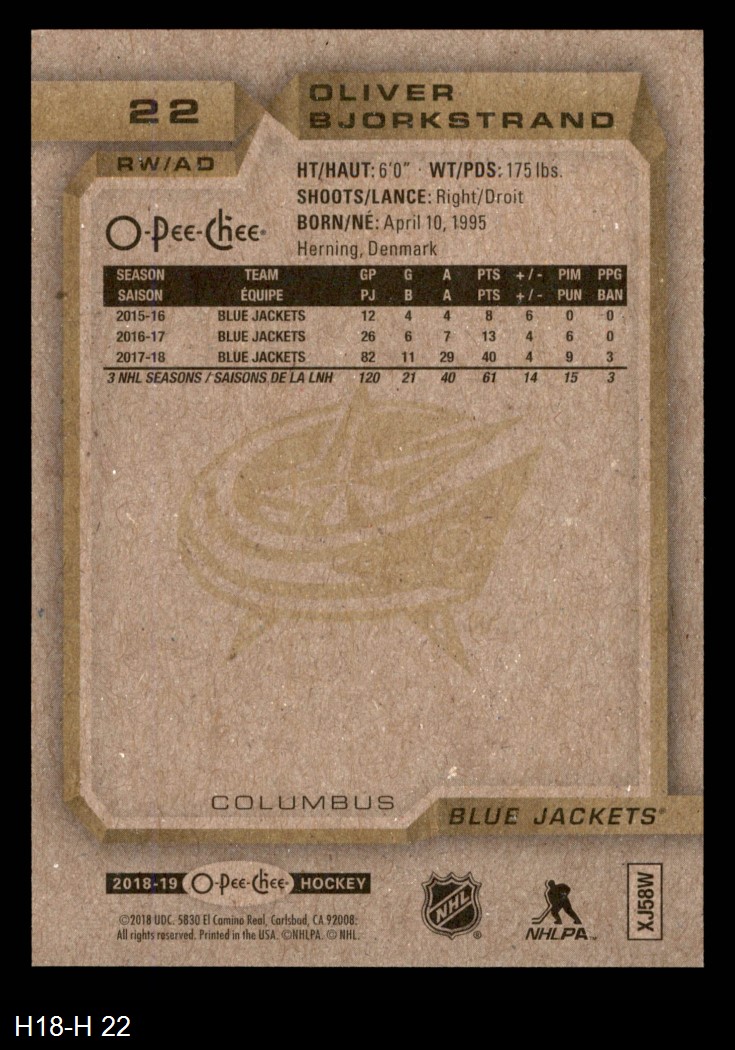 22
OLIVER
BJORKSTRAND
RW/AD
HT/HAUT: 6'0" · WT/PDS: 175 lbs.
SHOOTS/LANCE: Right/Droit
BORN/NÉ: April 10, 1995
Herning, Denmark
O-Pee-Chee®
SEASON TEAM GP G A PTS +/- PIM PPG
SAISON ÉQUIPE PJ B A PTS +/- PUN BAN
2015-16 BLUE JACKETS 12 4 4 8 6 0 0
2016-17 BLUE JACKETS 26 6 7 13 4 6 0
2017-18 BLUE JACKETS 82 11 29 40 4 9 3
3 NHL SEASONS / SAISONS DE LA LNH 120 21 40 61 14 15 3
COLUMBUS
BLUE JACKETS®
2018-19 O-Pee-Chee® HOCKEY
©2018 UDC. 5830 El Camino Real, Carlsbad, CA 92008.
All rights reserved. Printed in the USA. ©NHLPA. © NHL.
NHL®
NHLPA™
XJ58W
H18-H 22